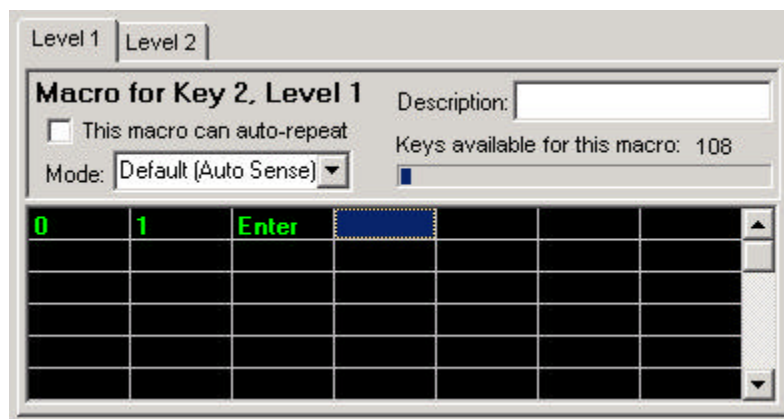 Level 1 Level 2
Macro for Key 2, Level 1
Description:
This macro can auto-repeat
Keys available for this macro: 108
Mode: Default (Auto Sense)
0 1 Enter